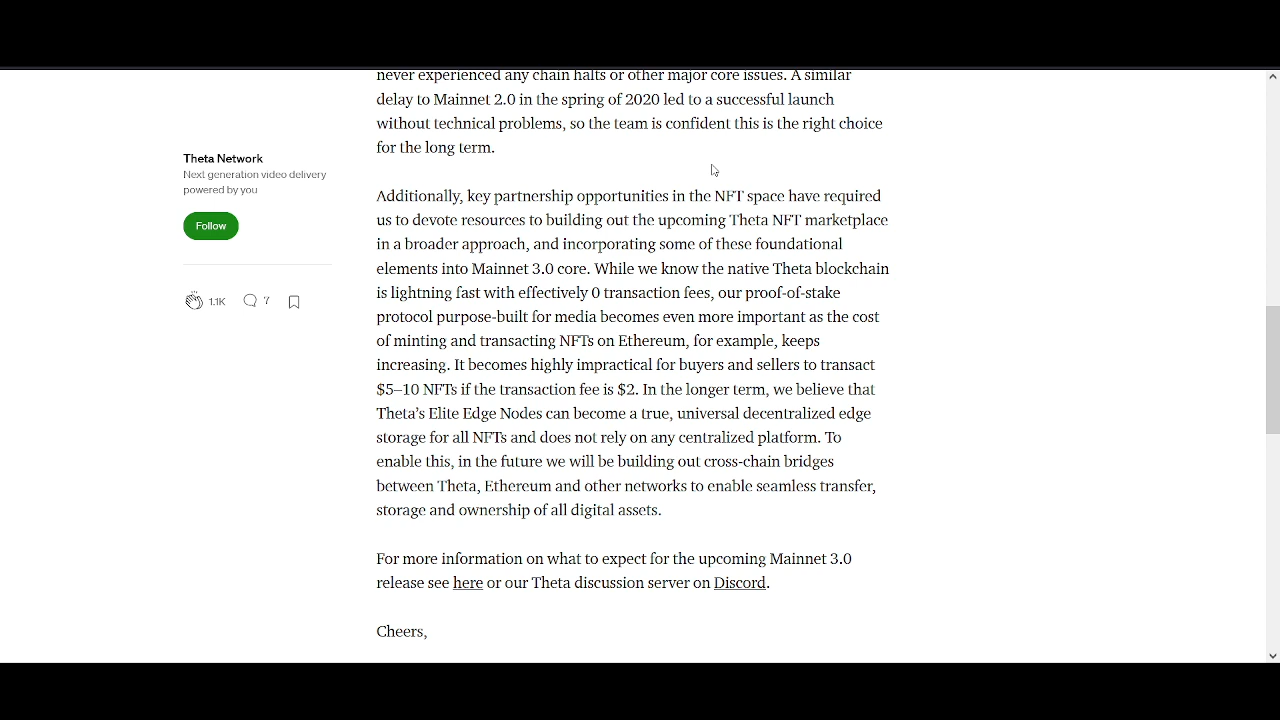 never experienced any chain halts or other major core issues. A similar
delay to Mainnet 2.0 in the spring of 2020 led to a successful launch
without technical problems, so the team is confident this is the right choice
for the long term.
Theta Network
Next generation video delivery
powered by you
Follow
1.1K 7
Additionally, key partnership opportunities in the NFT space have required
us to devote resources to building out the upcoming Theta NFT marketplace
in a broader approach, and incorporating some of these foundational
elements into Mainnet 3.0 core. While we know the native Theta blockchain
is lightning fast with effectively 0 transaction fees, our proof-of-stake
protocol purpose-built for media becomes even more important as the cost
of minting and transacting NFTs on Ethereum, for example, keeps
increasing. It becomes highly impractical for buyers and sellers to transact
$5–10 NFTs if the transaction fee is $2. In the longer term, we believe that
Theta's Elite Edge Nodes can become a true, universal decentralized edge
storage for all NFTs and does not rely on any centralized platform. To
enable this, in the future we will be building out cross-chain bridges
between Theta, Ethereum and other networks to enable seamless transfer,
storage and ownership of all digital assets.
For more information on what to expect for the upcoming Mainnet 3.0
release see here or our Theta discussion server on Discord.
Cheers,